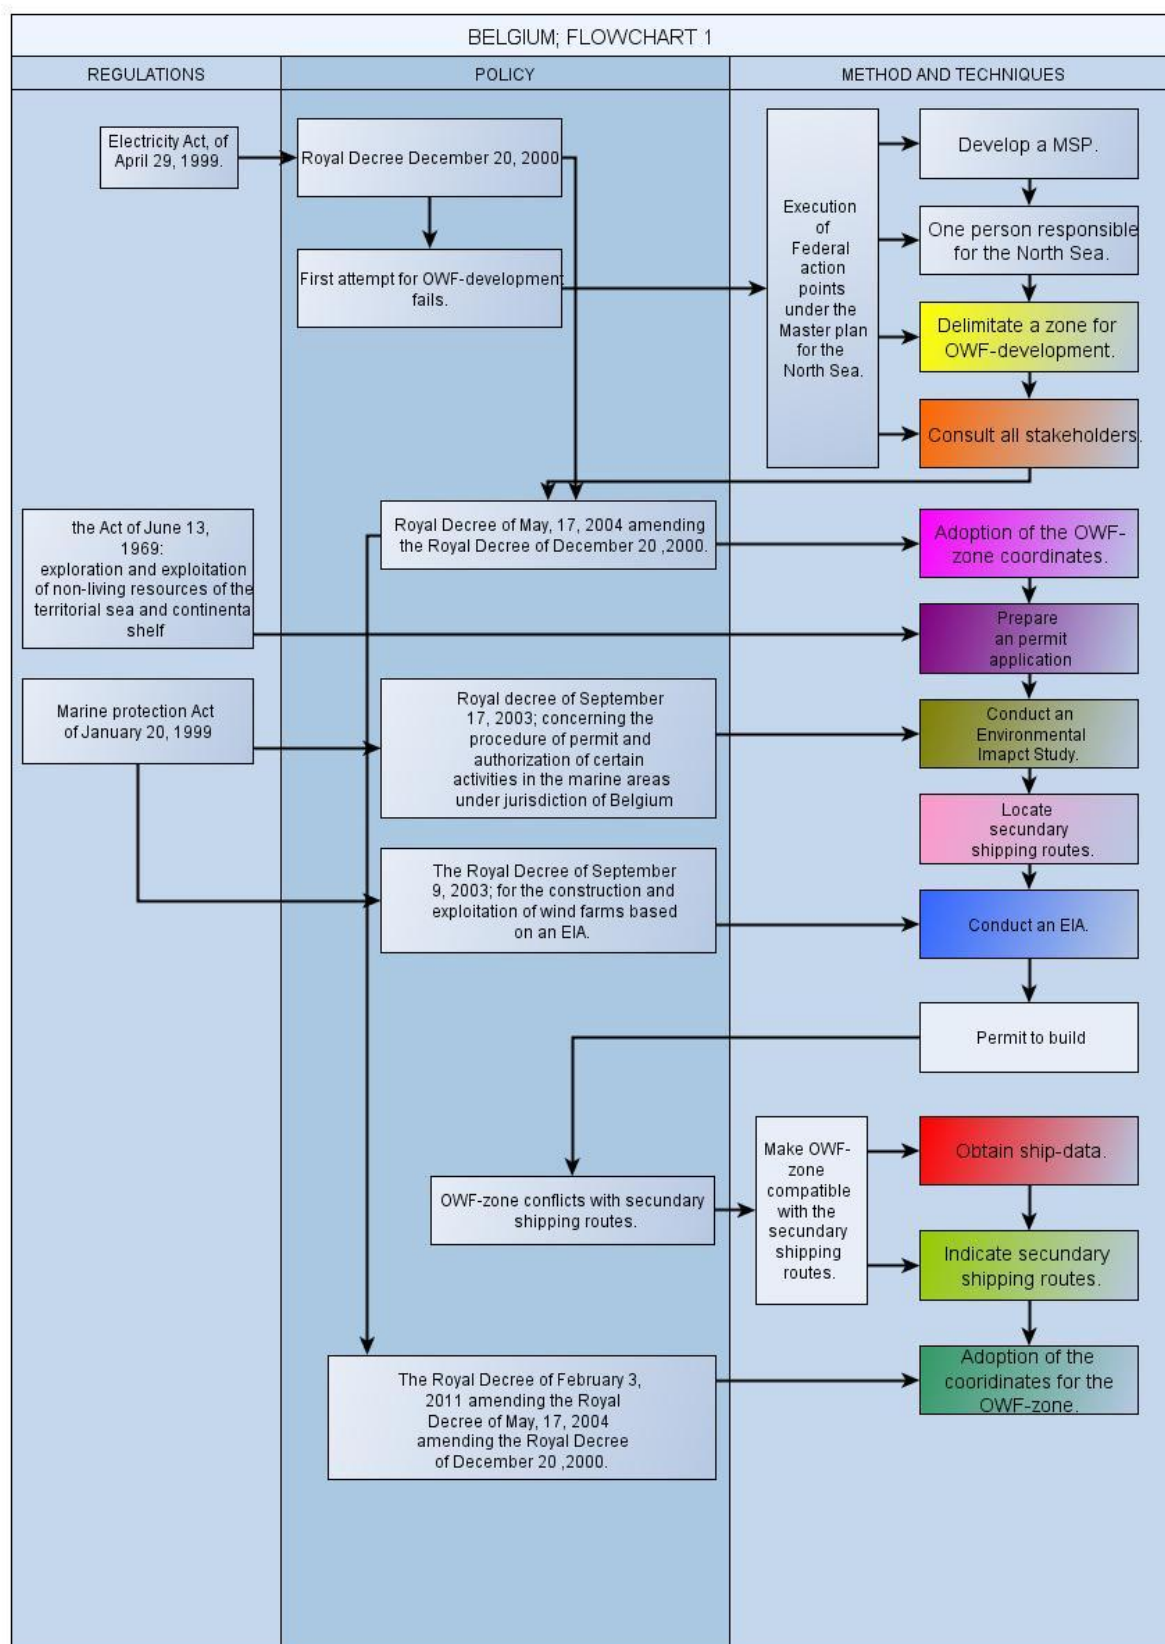 BELGIUM; FLOWCHART 1
REGULATIONS
POLICY
METHOD AND TECHNIQUES
Electricity Act, of
April 29, 1999.
Royal Decree December 20, 2000
First attempt for OWF-development
fails.
Execution
of
Federal
action
points
under the
Master plan
for the
North Sea.
Develop a MSP.
One person responsible
for the North Sea.
Delimitate a zone for
OWF-development.
Consult all stakeholders.
the Act of June 13,
1969:
exploration and exploitation
of non-living resources of the
territorial sea and continenta
shelf
Royal Decree of May, 17, 2004 amending
the Royal Decree of December 20 ,2000.
Adoption of the OWF-
zone coordinates.
Prepare
an permit
application
Marine protection Act
of January 20, 1999
Royal decree of September
17, 2003; concerning the
procedure of permit and
authorization of certain
activities in the marine areas
under jurisdiction of Belgium
Conduct an
Environmental
Imapct Study.
Locate
secundary
shipping routes.
The Royal Decree of September
9, 2003; for the construction and
exploitation of wind farms based
on an EIA.
Conduct an EIA.
Permit to build
OWF-zone conflicts with secundary
shipping routes.
Make OWF-
zone
compatible
with the
secundary
shipping
routes.
Obtain ship-data.
Indicate secundary
shipping routes.
The Royal Decree of February 3,
2011 amending the Royal
Decree of May, 17, 2004
amending the Royal Decree
of December 20 ,2000.
Adoption of the
cooridinates for the
OWF-zone.